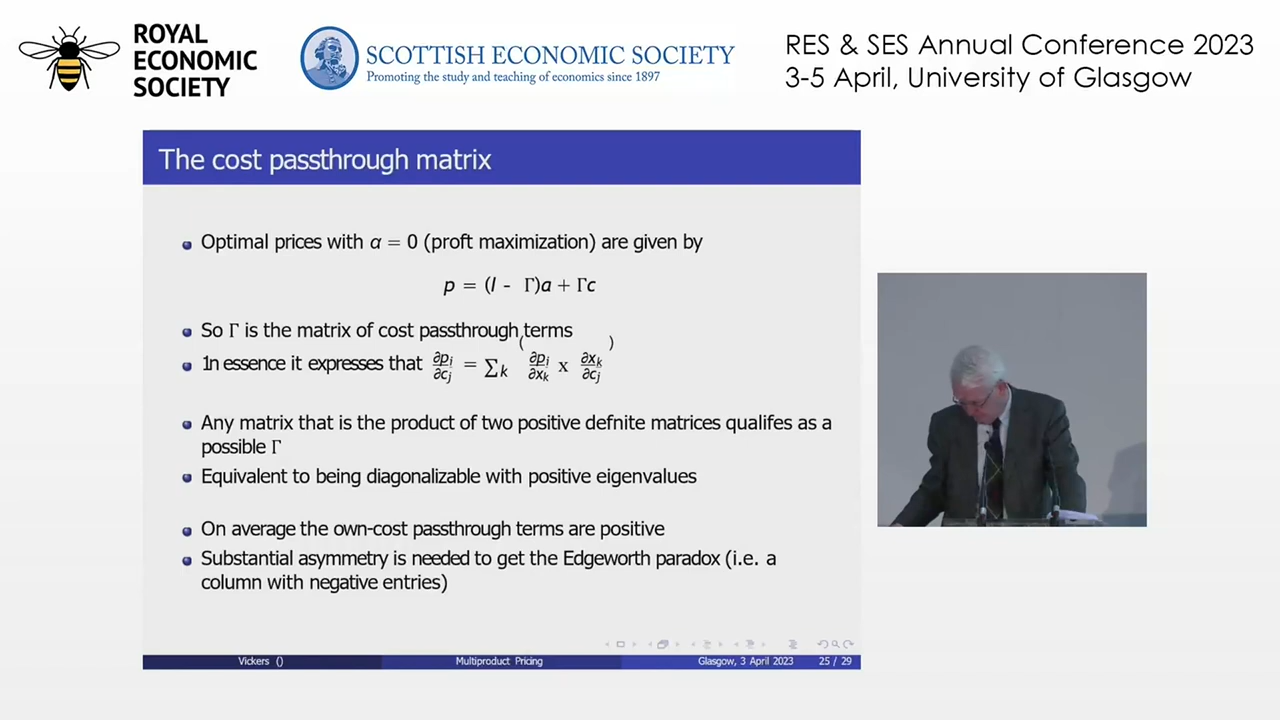 ROYAL
ECONOMIC
SOCIETY
SCOTTISH ECONOMIC SOCIETY
Promoting the study and teaching of economics since 1897
RES & SES Annual Conference 2023
3-5 April, University of Glasgow
The cost passthrough matrix
Optimal prices with α = 0 (proft maximization) are given by
p = (I - Γ)a + Γc
So Γ is the matrix of cost passthrough terms
1n essence it expresses that ∂pi/∂cj = ∑k ( ∂pi/∂xk x ∂xk/∂cj )
Any matrix that is the product of two positive defnite matrices qualifes as a
possible Γ
Equivalent to being diagonalizable with positive eigenvalues
On average the own-cost passthrough terms are positive
Substantial asymmetry is needed to get the Edgeworth paradox (i.e. a
column with negative entries)
Vickers () Multiproduct Pricing Glasgow, 3 April 2023 25 / 29